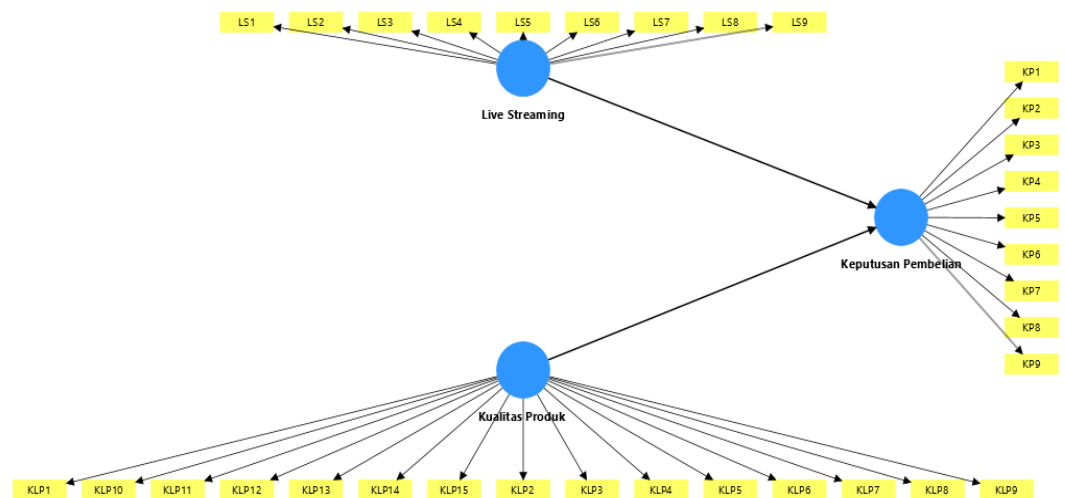 LS1 LS2 LS3 LS4 LS5 LS6 LS7 LS8 LS9
Live Streaming
KP1
KP2
KP3
KP4
KP5
KP6
KP7
KP8
KP9
Keputusan Pembelian
Kualitas Produk
KLP1 KLP10 KLP11 KLP12 KLP13 KLP14 KLP15 KLP2 KLP3 KLP4 KLP5 KLP6 KLP7 KLP8 KLP9